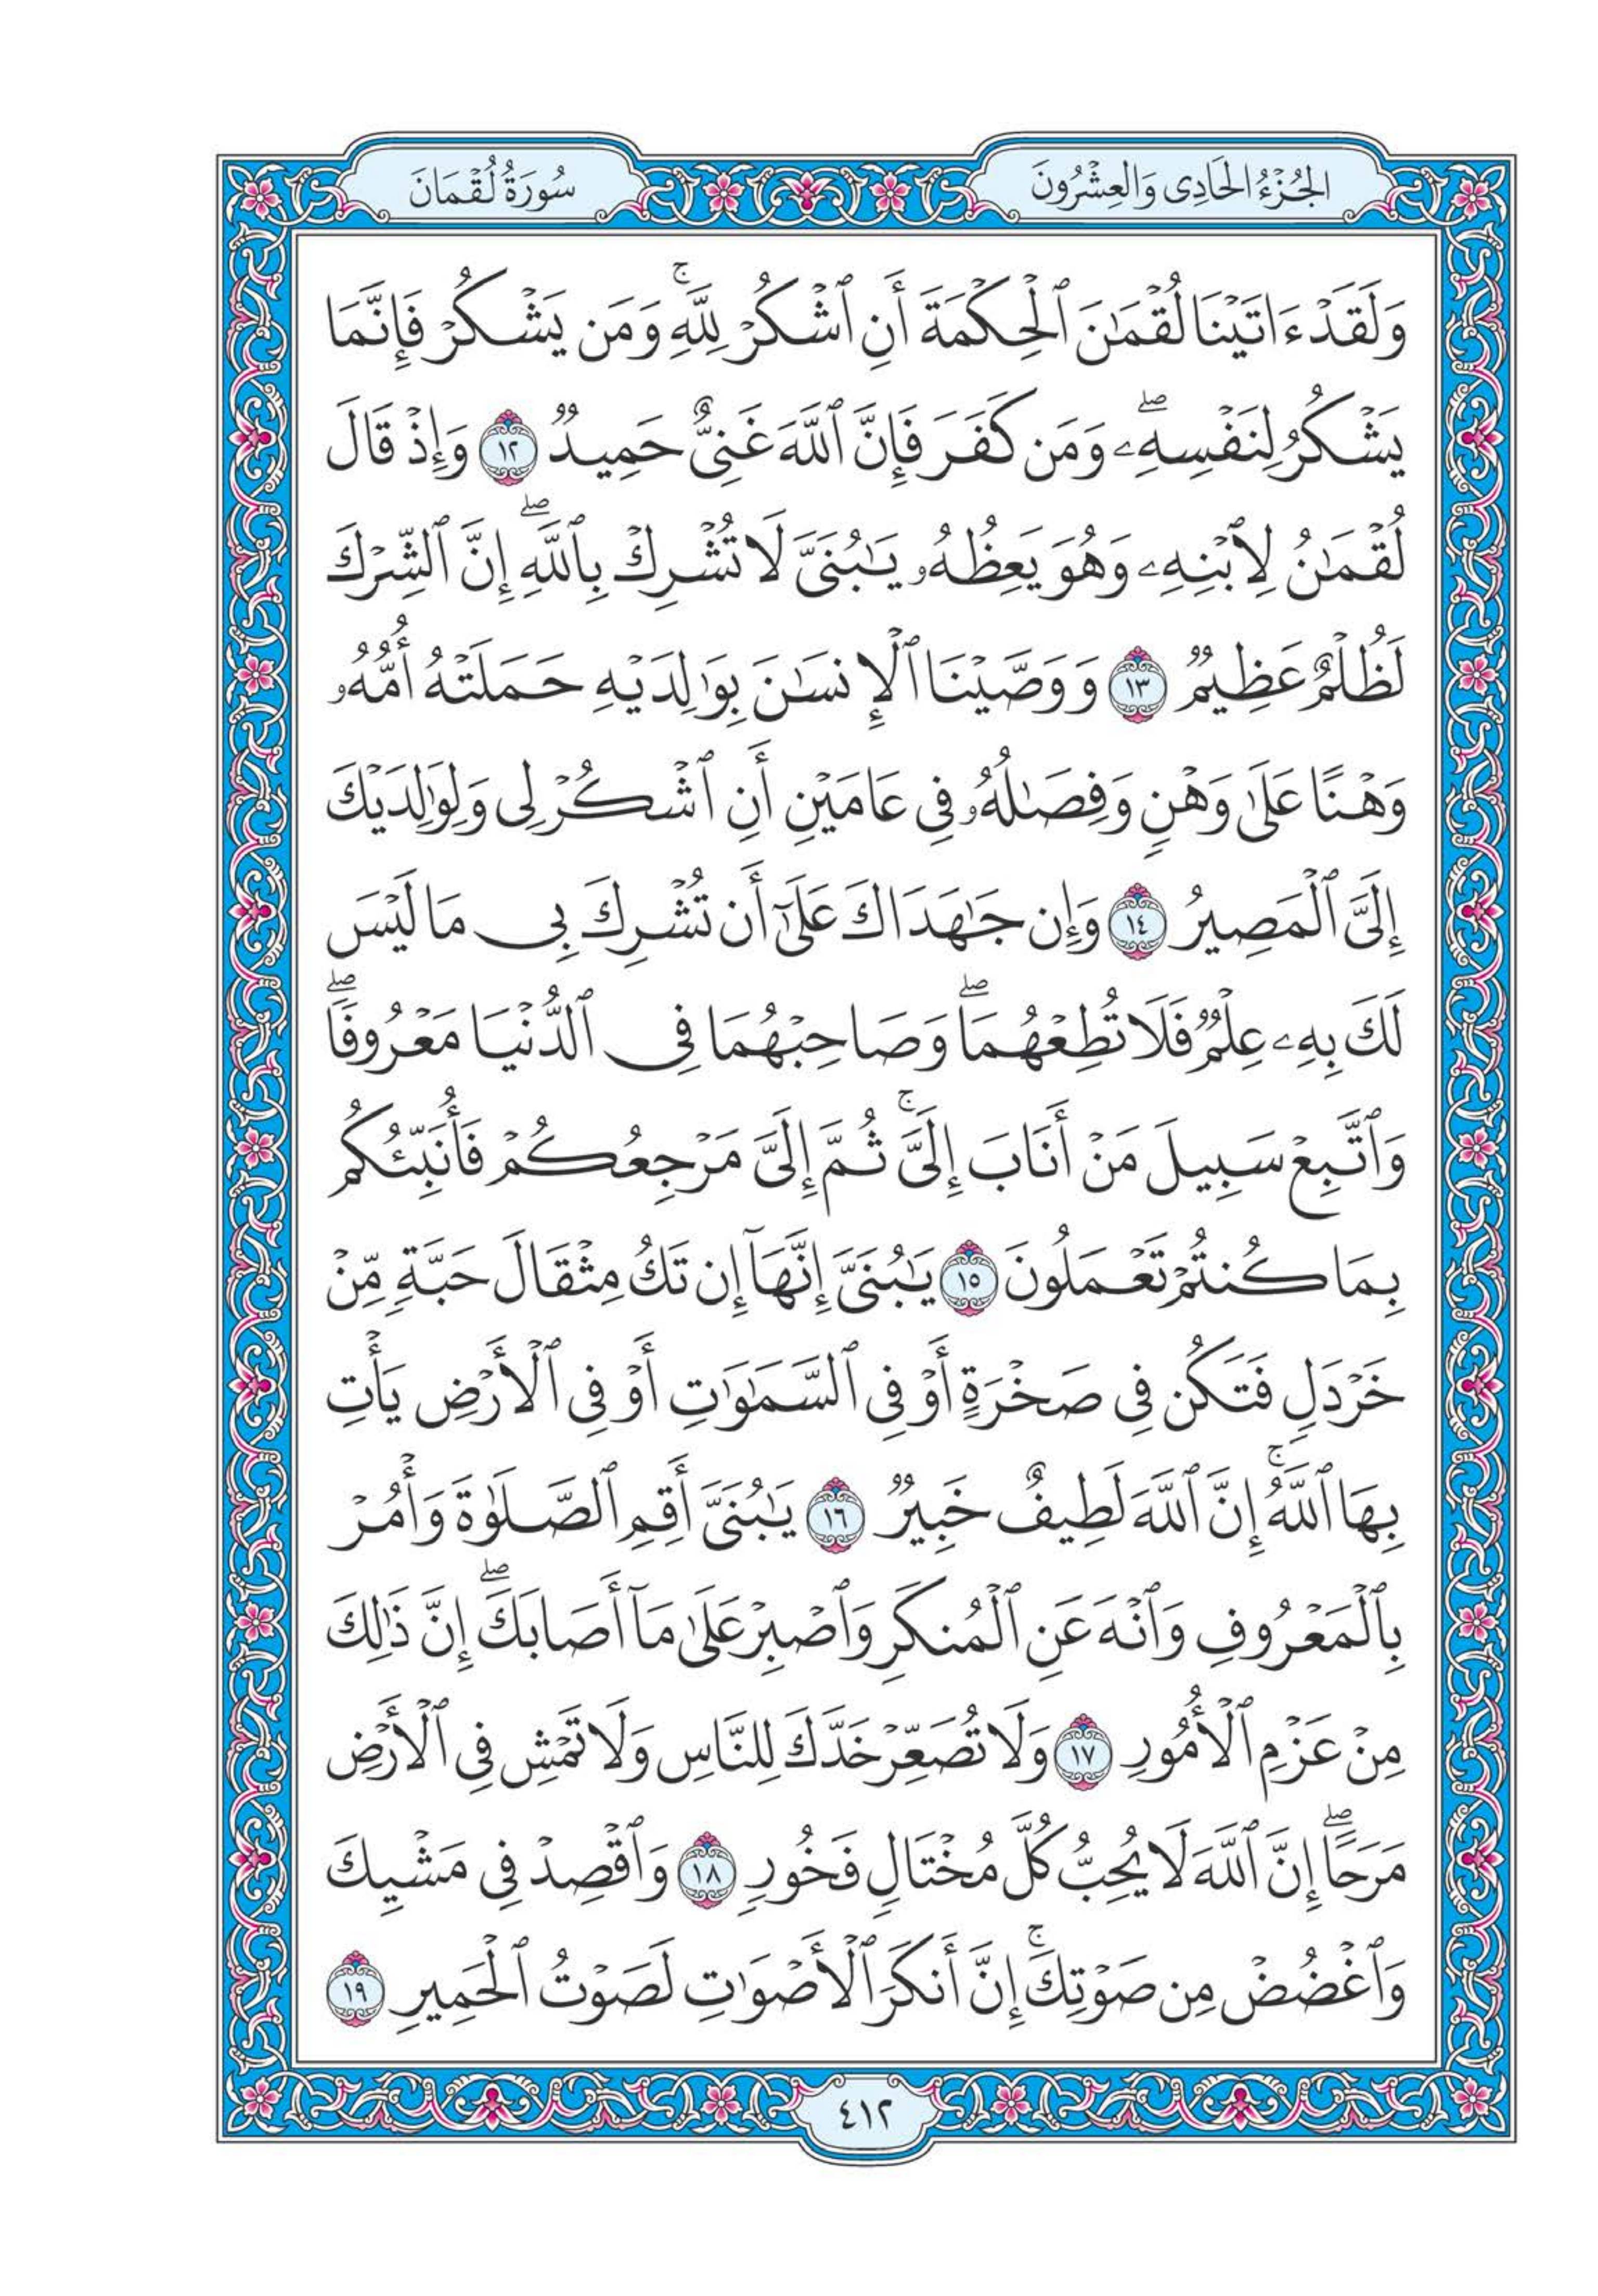 الجُزْءُ الحَادِى وَالعِشْرُونَ
سُورَةُ لُقْمَانَ
وَلَقَدْ ءَاتَيْنَا لُقْمَٰنَ ٱلْحِكْمَةَ أَنِ ٱشْكُرْ لِلَّهِۚ وَمَن يَشْكُرْ فَإِنَّمَا
يَشْكُرُ لِنَفْسِهِۦۖ وَمَن كَفَرَ فَإِنَّ ٱللَّهَ غَنِىٌّ حَمِيدٌ ١٢ وَإِذْ قَالَ
لُقْمَٰنُ لِٱبْنِهِۦ وَهُوَ يَعِظُهُۥ يَٰبُنَىَّ لَا تُشْرِكْ بِٱللَّهِۖ إِنَّ ٱلشِّرْكَ
لَظُلْمٌ عَظِيمٌ ١٣ وَوَصَّيْنَا ٱلْإِنسَٰنَ بِوَٰلِدَيْهِ حَمَلَتْهُ أُمُّهُۥ
وَهْنًا عَلَىٰ وَهْنٍ وَفِصَٰلُهُۥ فِى عَامَيْنِ أَنِ ٱشْكُرْ لِى وَلِوَٰلِدَيْكَ
إِلَىَّ ٱلْمَصِيرُ ١٤ وَإِن جَٰهَدَاكَ عَلَىٰٓ أَن تُشْرِكَ بِى مَا لَيْسَ
لَكَ بِهِۦ عِلْمٌ فَلَا تُطِعْهُمَاۖ وَصَاحِبْهُمَا فِى ٱلدُّنْيَا مَعْرُوفًاۖ
وَٱتَّبِعْ سَبِيلَ مَنْ أَنَابَ إِلَىَّۚ ثُمَّ إِلَىَّ مَرْجِعُكُمْ فَأُنَبِّئُكُم
بِمَا كُنتُمْ تَعْمَلُونَ ١٥ يَٰبُنَىَّ إِنَّهَآ إِن تَكُ مِثْقَالَ حَبَّةٍ مِّنْ
خَرْدَلٍ فَتَكُن فِى صَخْرَةٍ أَوْ فِى ٱلسَّمَٰوَٰتِ أَوْ فِى ٱلْأَرْضِ يَأْتِ
بِهَا ٱللَّهُۚ إِنَّ ٱللَّهَ لَطِيفٌ خَبِيرٌ ١٦ يَٰبُنَىَّ أَقِمِ ٱلصَّلَوٰةَ وَأْمُرْ
بِٱلْمَعْرُوفِ وَٱنْهَ عَنِ ٱلْمُنكَرِ وَٱصْبِرْ عَلَىٰ مَآ أَصَابَكَۖ إِنَّ ذَٰلِكَ
مِنْ عَزْمِ ٱلْأُمُورِ ١٧ وَلَا تُصَعِّرْ خَدَّكَ لِلنَّاسِ وَلَا تَمْشِ فِى ٱلْأَرْضِ
مَرَحًاۖ إِنَّ ٱللَّهَ لَا يُحِبُّ كُلَّ مُخْتَالٍ فَخُورٍ ١٨ وَٱقْصِدْ فِى مَشْيِكَ
وَٱغْضُضْ مِن صَوْتِكَۚ إِنَّ أَنكَرَ ٱلْأَصْوَٰتِ لَصَوْتُ ٱلْحَمِيرِ ١٩
٤١٢